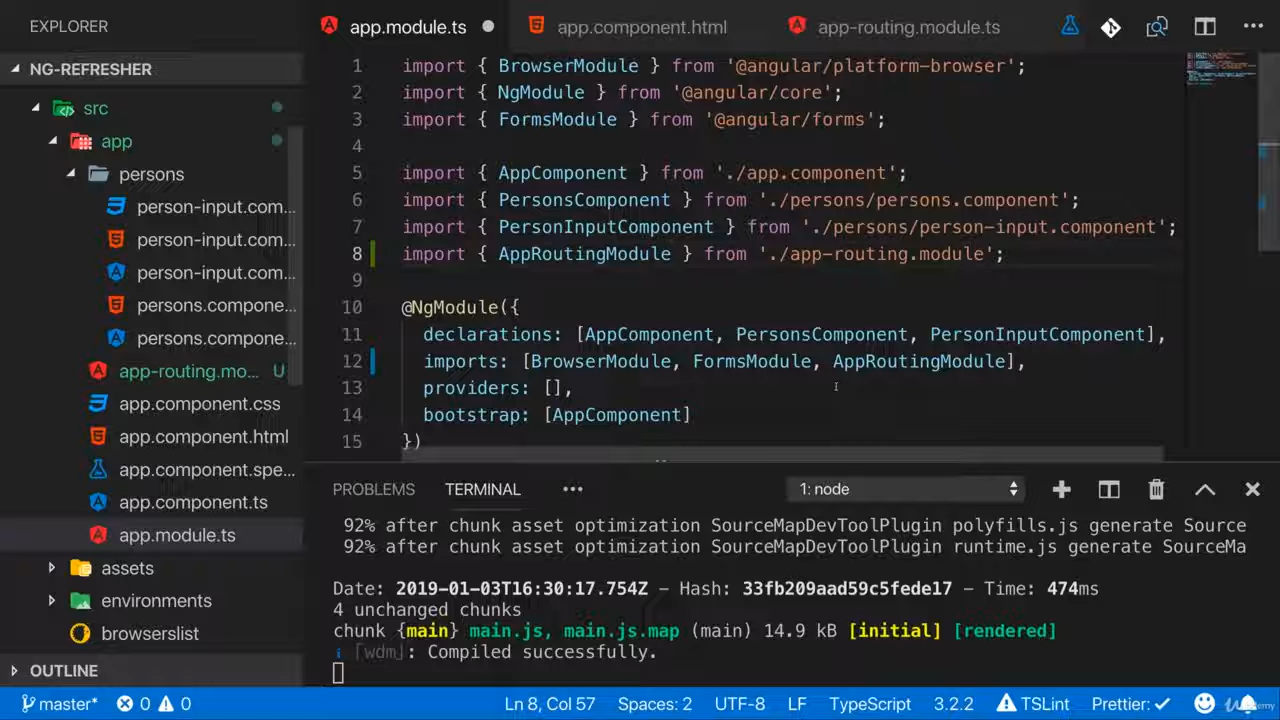 EXPLORER
NG-REFRESHER
src
app
persons
person-input.com...
person-input.com...
person-input.com...
persons.compone...
persons.compone...
app-routing.mo... U
app.component.css
app.component.html
app.component.spe...
app.component.ts
app.module.ts
assets
environments
browserslist
OUTLINE
app.module.ts
app.component.html
app-routing.module.ts
1 import { BrowserModule } from '@angular/platform-browser';
2 import { NgModule } from '@angular/core';
3 import { FormsModule } from '@angular/forms';
4
5 import { AppComponent } from './app.component';
6 import { PersonsComponent } from './persons/persons.component';
7 import { PersonInputComponent } from './persons/person-input.component';
8 import { AppRoutingModule } from './app-routing.module';
9
10 @NgModule({
11 declarations: [AppComponent, PersonsComponent, PersonInputComponent],
12 imports: [BrowserModule, FormsModule, AppRoutingModule],
13 providers: [],
14 bootstrap: [AppComponent]
15 })
PROBLEMS TERMINAL ••• 1: node
92% after chunk asset optimization SourceMapDevToolPlugin polyfills.js generate Source
92% after chunk asset optimization SourceMapDevToolPlugin runtime.js generate SourceMa
Date: 2019-01-03T16:30:17.754Z – Hash: 33fb209aad59c5fede17 – Time: 474ms
4 unchanged chunks
chunk {main} main.js, main.js.map (main) 14.9 kB [initial] [rendered]
ℹ ｢wdm｣: Compiled successfully.
master* 0 0 Ln 8, Col 57 Spaces: 2 UTF-8 LF TypeScript 3.2.2 TSLint Prettier: ✓